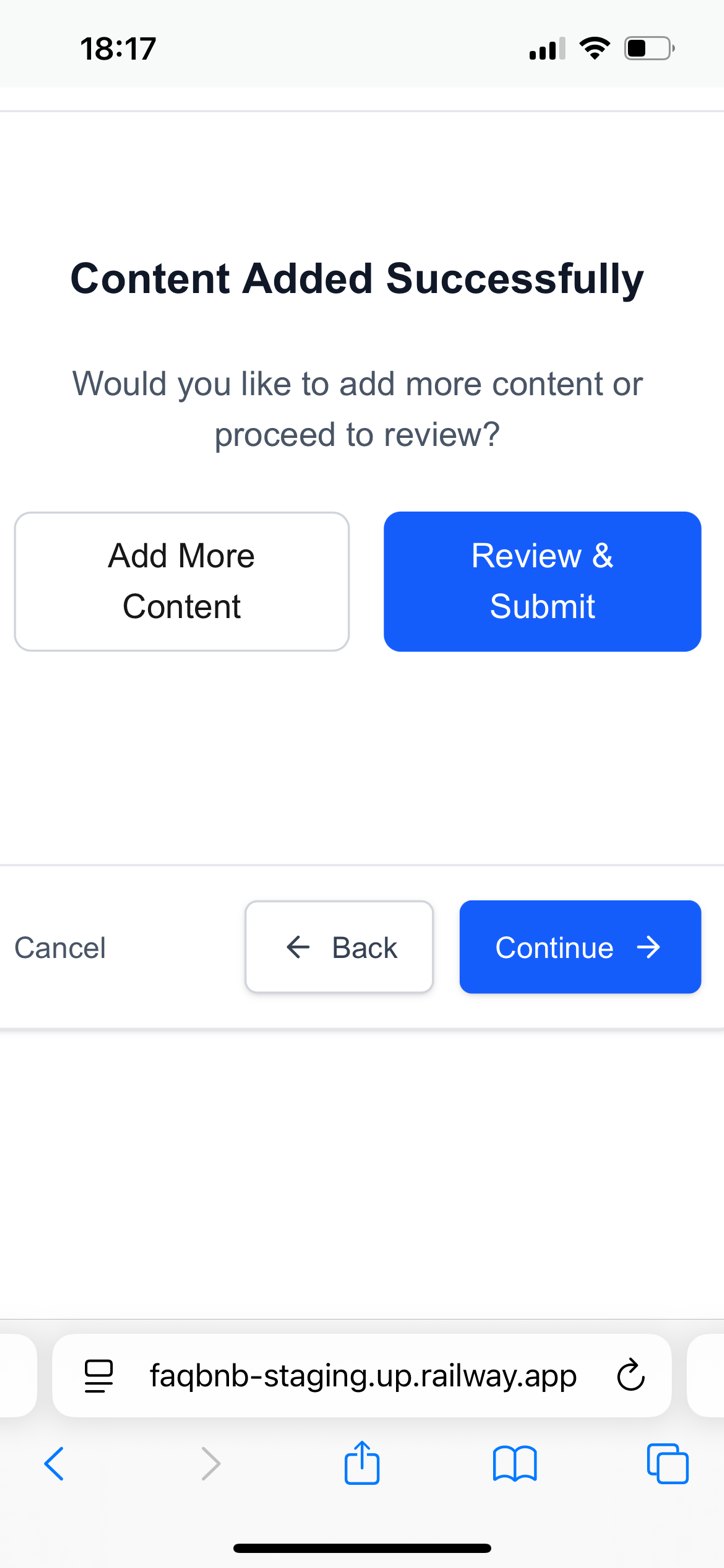 18:17
Content Added Successfully
Would you like to add more content or
proceed to review?
Add More
Content
Review &
Submit
Cancel
← Back
Continue →
faqbnb-staging.up.railway.app